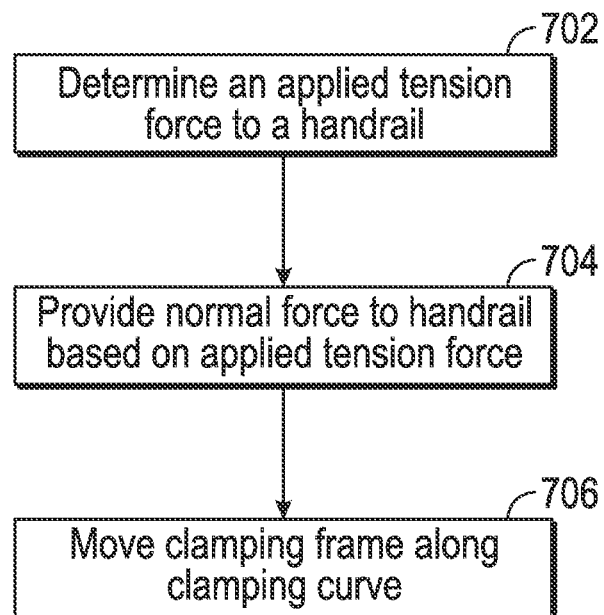 702
Determine an applied tension
force to a handrail
704
Provide normal force to handrail
based on applied tension force
706
Move clamping frame along
clamping curve